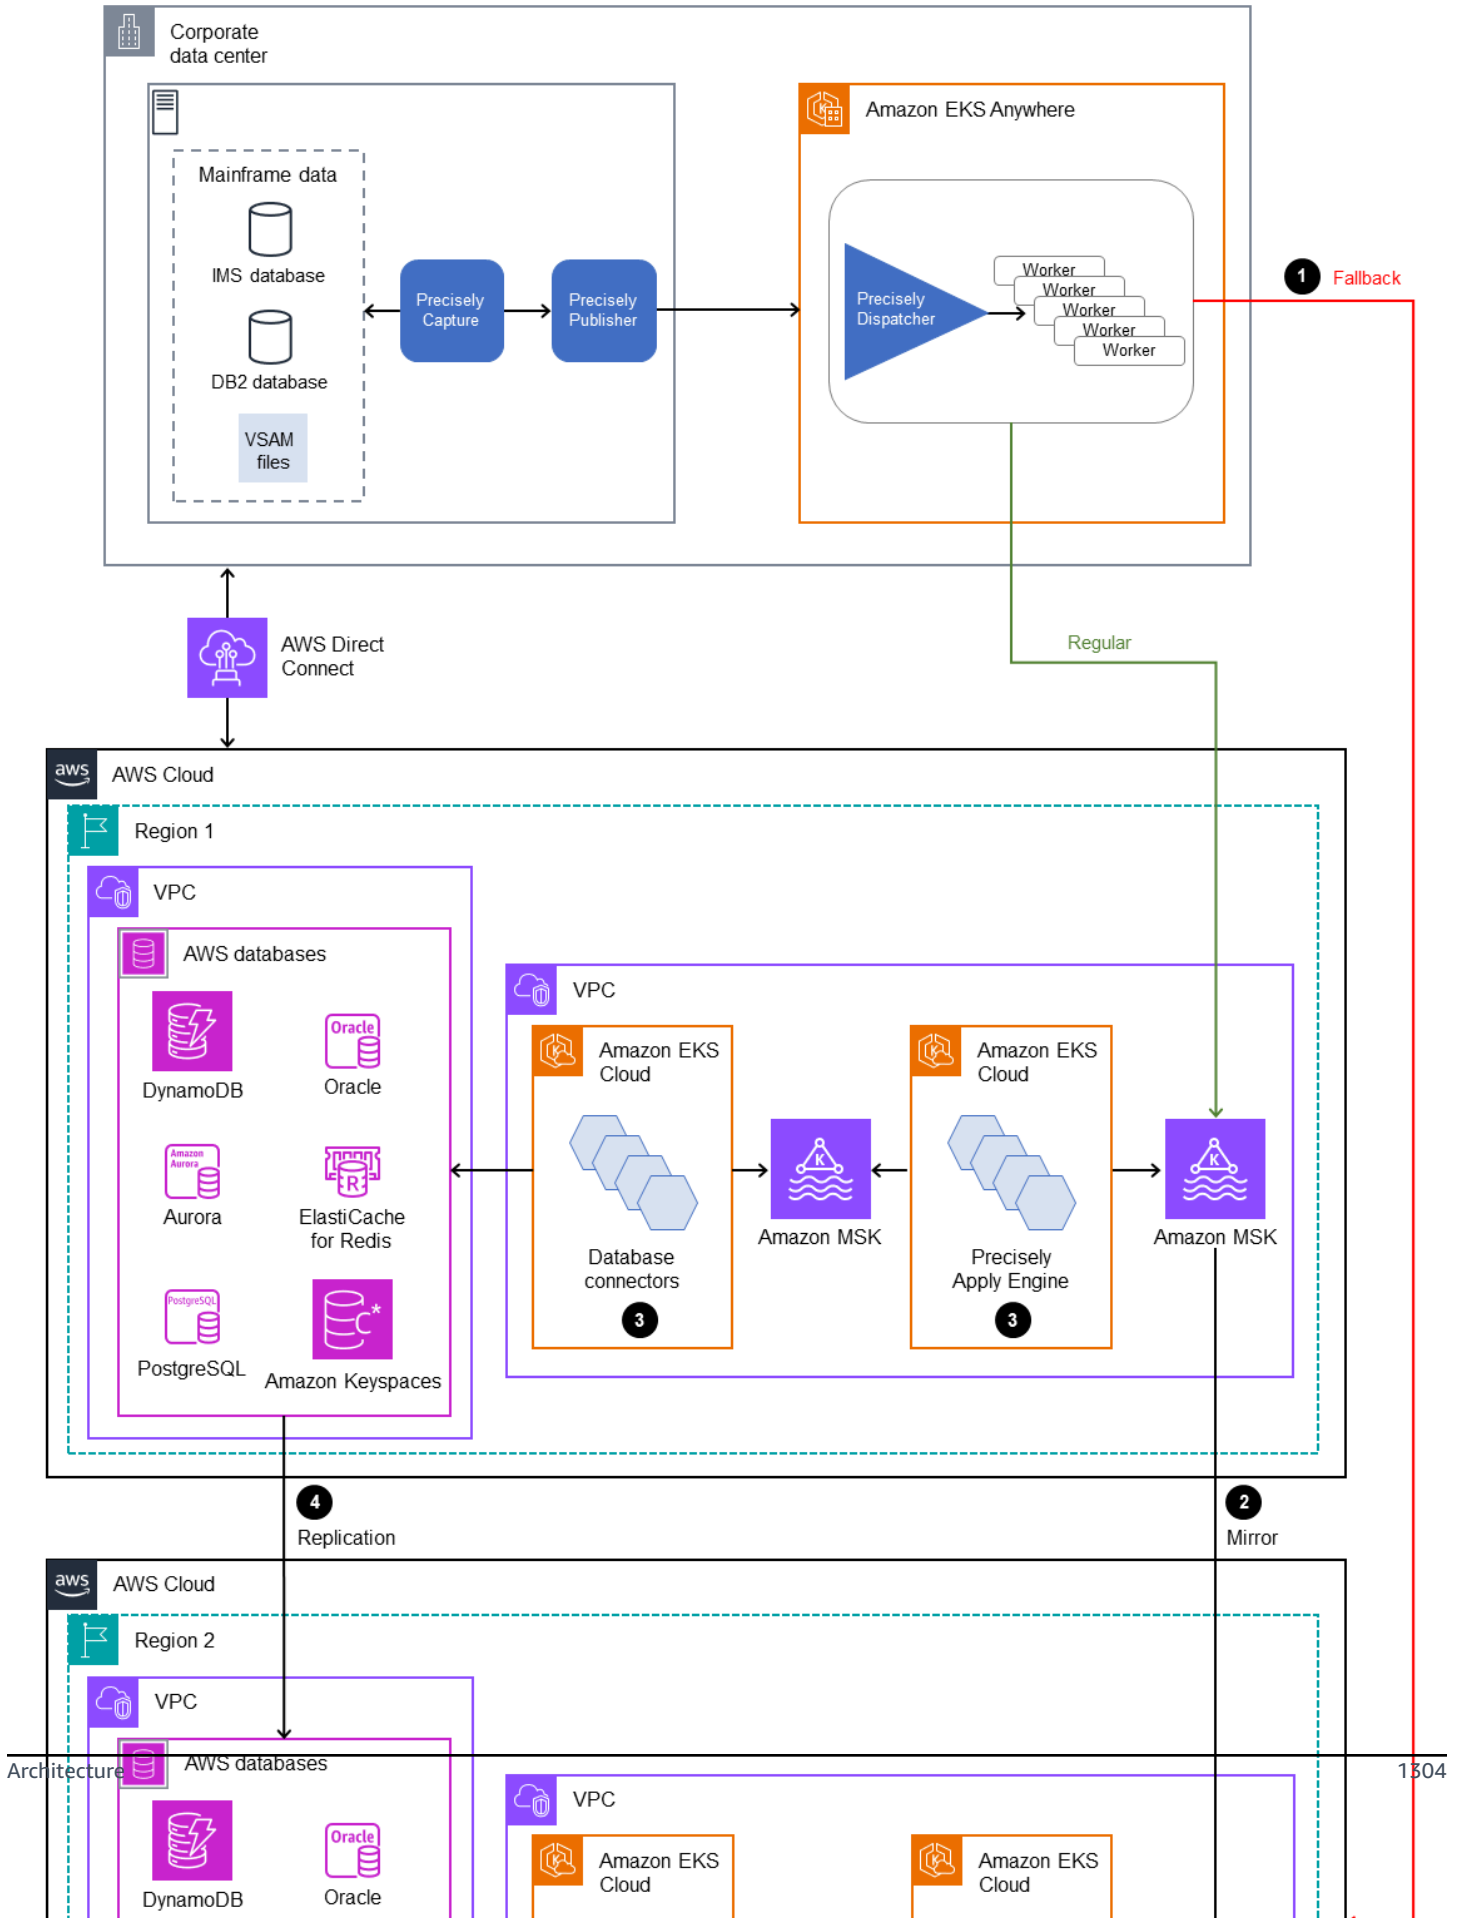 Corporate
data center
Mainframe data
IMS database
DB2 database
VSAM
files
Precisely
Capture
Precisely
Publisher
Amazon EKS Anywhere
Precisely
Dispatcher
Worker
Worker
Worker
Worker
Worker
1
Fallback
AWS Direct
Connect
Regular
aws
AWS Cloud
Region 1
VPC
AWS databases
DynamoDB
Oracle
Oracle
Amazon
Aurora
Aurora
R
ElastiCache
for Redis
PostgreSQL
PostgreSQL
C*
Amazon Keyspaces
VPC
K
Amazon EKS
Cloud
Database
connectors
3
K
Amazon MSK
K
Amazon EKS
Cloud
Precisely
Apply Engine
3
K
Amazon MSK
4
Replication
2
Mirror
aws
AWS Cloud
Region 2
VPC
AWS databases
DynamoDB
Oracle
Oracle
VPC
K
Amazon EKS
Cloud
K
Amazon EKS
Cloud
Architecture
1304